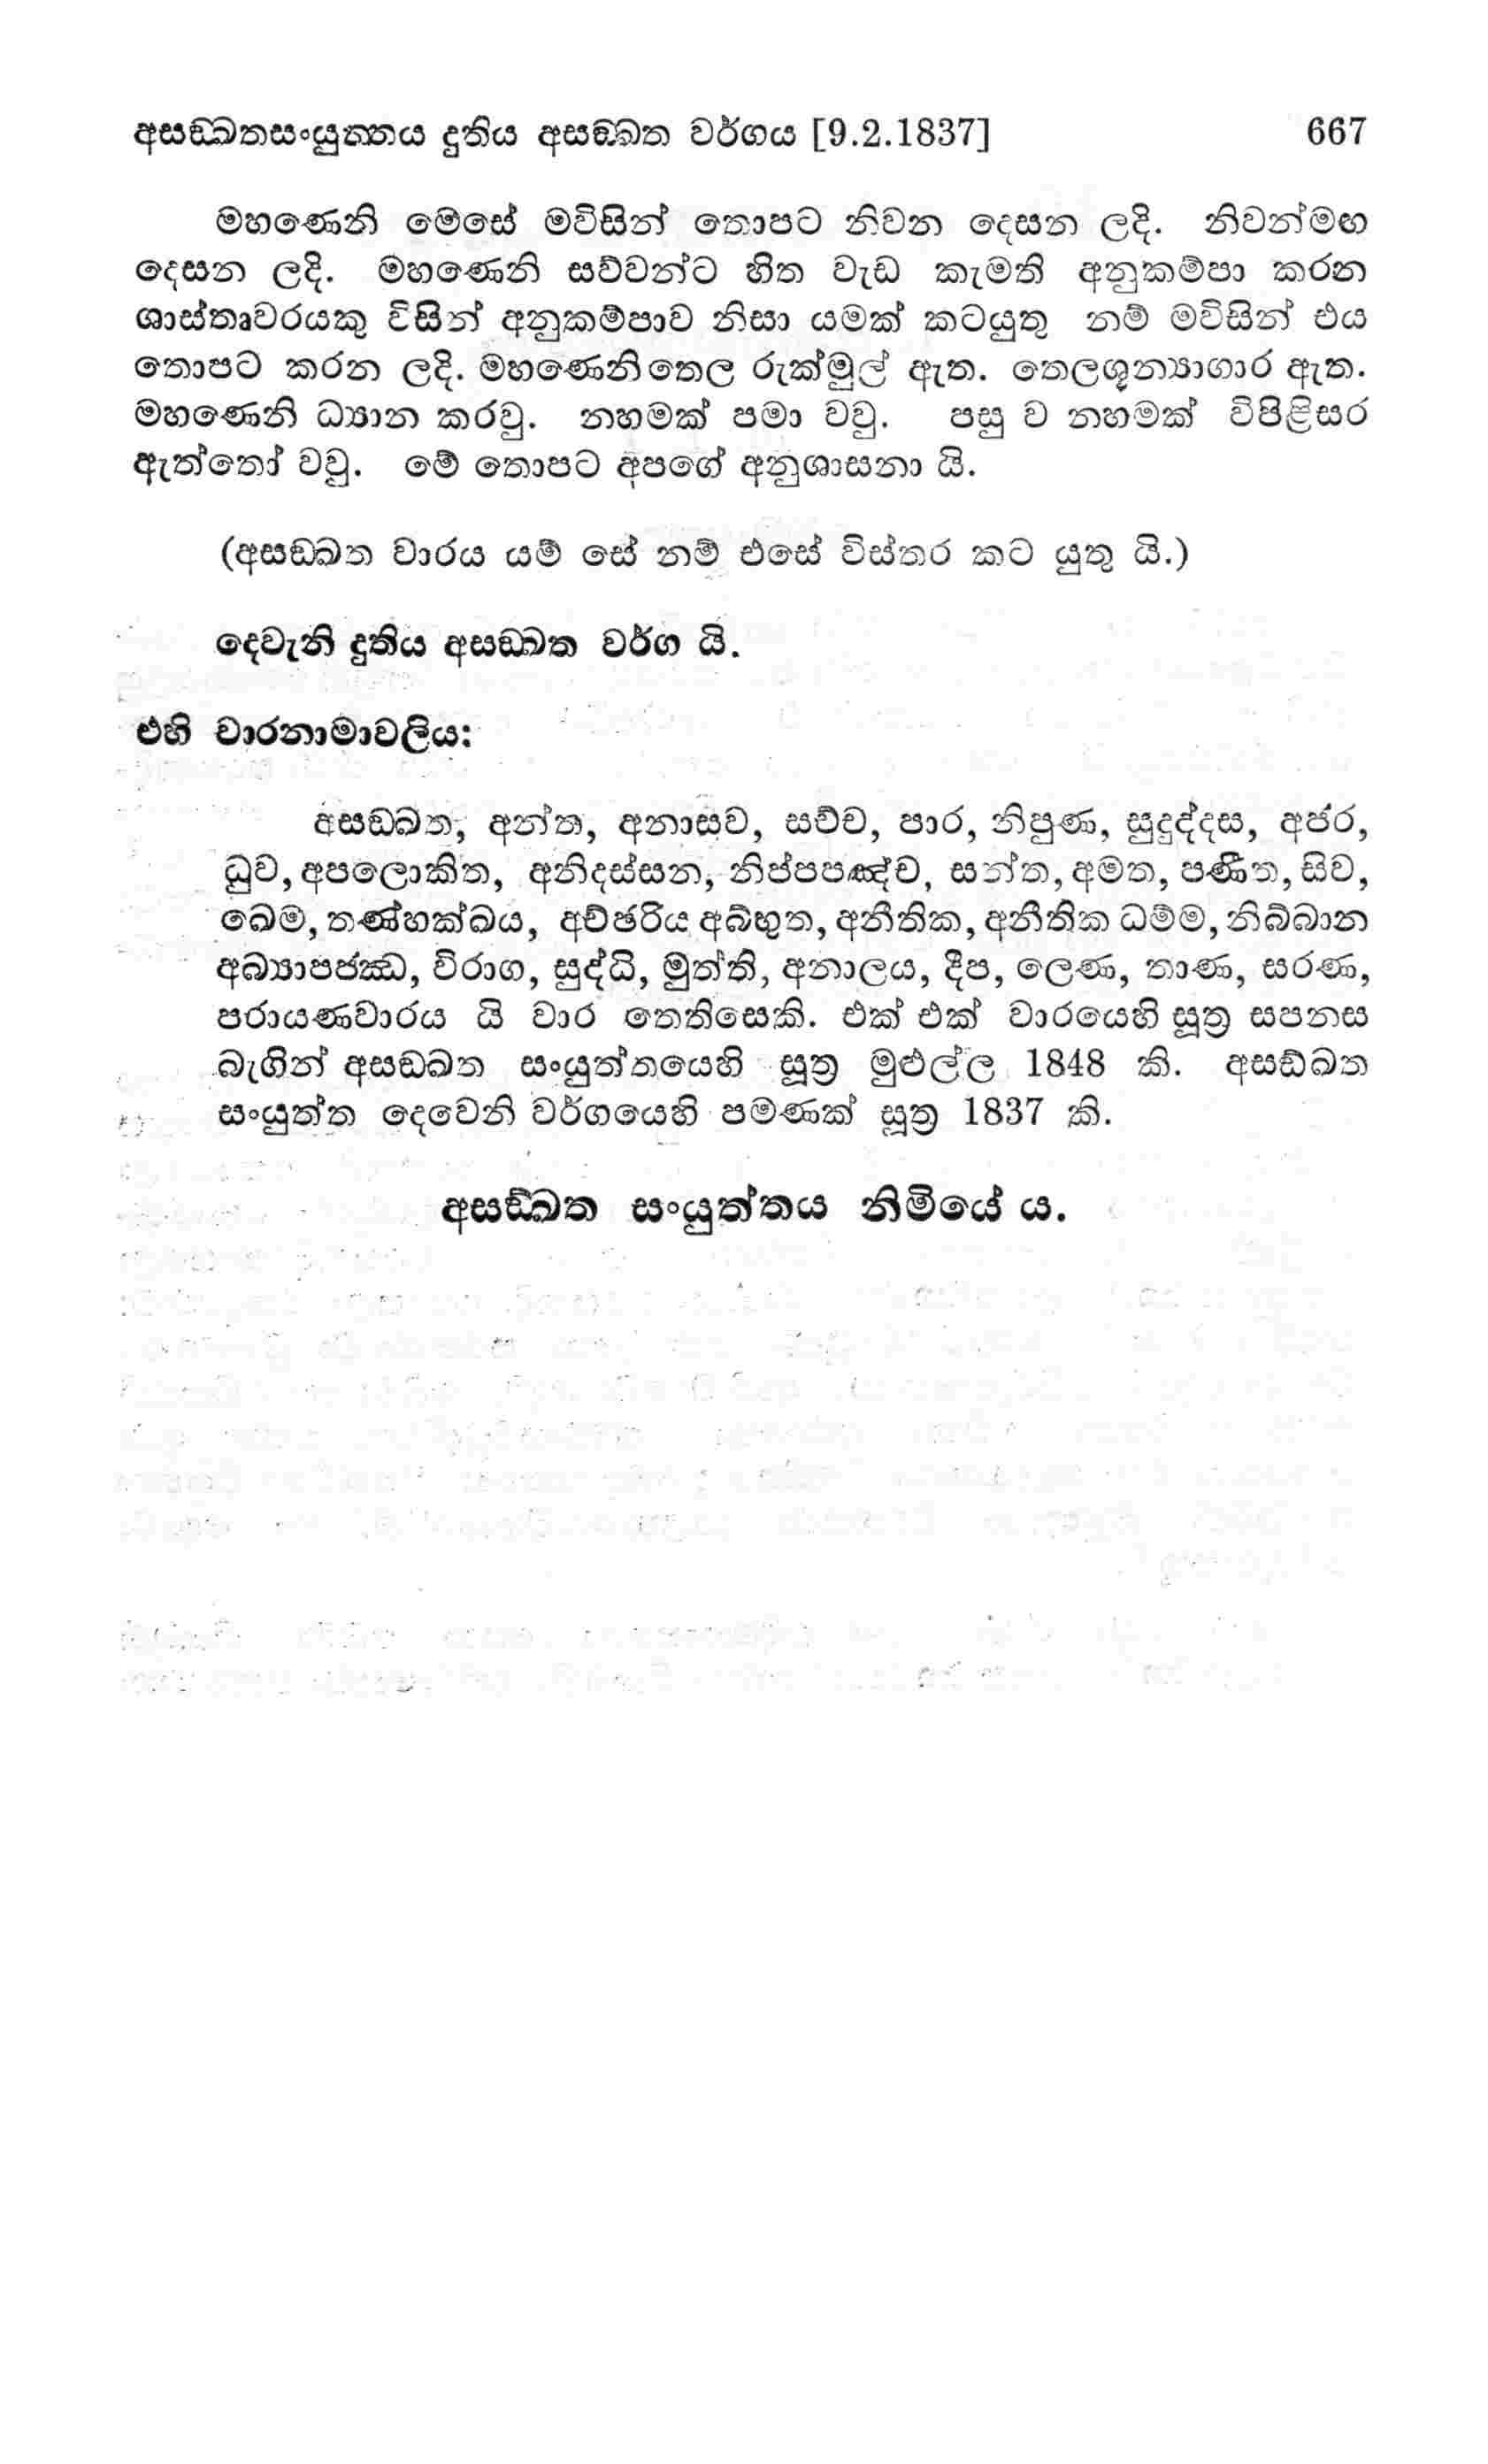 අසඞ්ඛතසංයුත්තය දුතිය අසඞ්ඛත වර්ගය [9.2.1837] 667
මහණෙනි මෙසේ මවිසින් තොපට නිවන දෙසන ලදි. නිවන්මඟ
දෙසන ලදි. මහණෙනි සව්වන්ට හිත වැඩ කැමති අනුකම්පා කරන
ශාස්තෘවරයකු විසින් අනුකම්පාව නිසා යමක් කටයුතු නම් මවිසින් එය
තොපට කරන ලදි. මහණෙනි තෙල රුක්මුල් ඇත. තෙලශුන්‍යාගාර ඇත.
මහණෙනි ධ්‍යාන කරවු. නහමක් පමා වවු. පසු ව නහමක් විපිළිසර
ඇත්තෝ වවු. මේ තොපට අපගේ අනුශාසනා යි.
(අසඞ්ඛත වාරය යම් සේ නම් එසේ විස්තර කට යුතු යි.)
දෙවැනි දුතිය අසඞ්ඛත වර්ග යි.
එහි වාරනාමාවලිය:
අසඞ්ඛත, අන්ත, අනාසව, සච්ච, පාර, නිපුණ, සුදුද්දස, අජර,
ධුව, අපලොකිත, අනිදස්සන, නිප්පපඤ්ච, සන්ත, අමත, පණීත, සිව,
ඛෙම, තණ්හක්ඛය, අච්ඡරිය අබ්භුත, අනීතික, අනීතික ධම්ම, නිබ්බාන
අබ්‍යාපජ්ඣ, විරාග, සුද්ධි, මුත්ති, අනාලය, දීප, ලෙණ, තාණ, සරණ,
පරායණවාරය යි වාර තෙතිසෙකි. එක් එක් වාරයෙහි සූත්‍ර සපනස
බැගින් අසඞ්ඛත සංයුත්තයෙහි සූත්‍ර මුළුල්ල 1848 කි. අසඞ්ඛත
සංයුත්ත දෙවෙනි වර්ගයෙහි පමණක් සූත්‍ර 1837 කි.
අසඞ්ඛත සංයුත්තය නිමියේ ය.